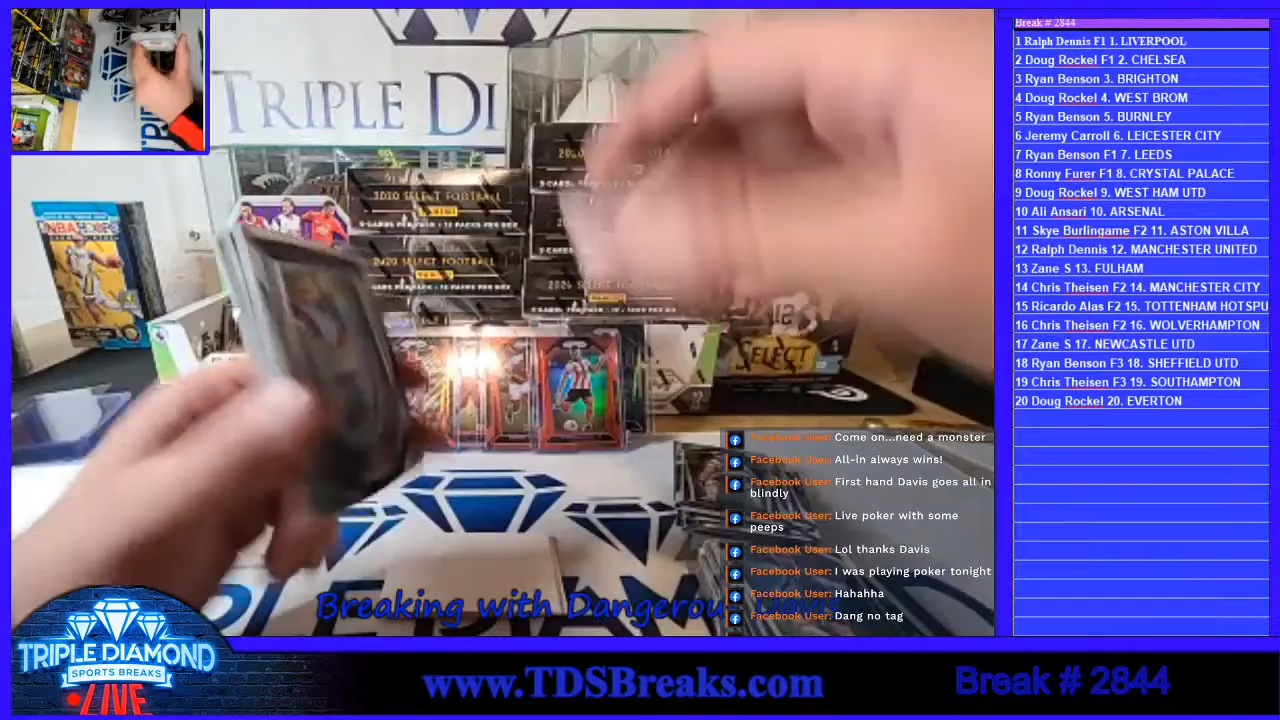 TRIPLE DI
NBA HOOPS
2020 SELECT FOOTBALL
PANINI
2020 SELECT FOOTBALL
SELECT
Facebook User: Come on...need a monster
Facebook User: All-in always wins!
Facebook User: First hand Davis goes all in
blindly
Facebook User: Live poker with some
peeps
Facebook User: Lol thanks Davis
Facebook User: I was playing poker tonight
Facebook User: Hahahha
Facebook User: Dang no tag
Breaking with Dangerou
TRIPLE DIAMOND
SPORTS BREAKS
LIVE
www.TDSBreaks.com
Break # 2844
Break # 2844
1 Ralph Dennis F1 1. LIVERPOOL
2 Doug Rockel F1 2. CHELSEA
3 Ryan Benson 3. BRIGHTON
4 Doug Rockel 4. WEST BROM
5 Ryan Benson 5. BURNLEY
6 Jeremy Carroll 6. LEICESTER CITY
7 Ryan Benson F1 7. LEEDS
8 Ronny Furer F1 8. CRYSTAL PALACE
9 Doug Rockel 9. WEST HAM UTD
10 Ali Ansari 10. ARSENAL
11 Skye Burlingame F2 11. ASTON VILLA
12 Ralph Dennis 12. MANCHESTER UNITED
13 Zane S 13. FULHAM
14 Chris Theisen F2 14. MANCHESTER CITY
15 Ricardo Alas F2 15. TOTTENHAM HOTSPU
16 Chris Theisen F2 16. WOLVERHAMPTON
17 Zane S 17. NEWCASTLE UTD
18 Ryan Benson F3 18. SHEFFIELD UTD
19 Chris Theisen F3 19. SOUTHAMPTON
20 Doug Rockel 20. EVERTON